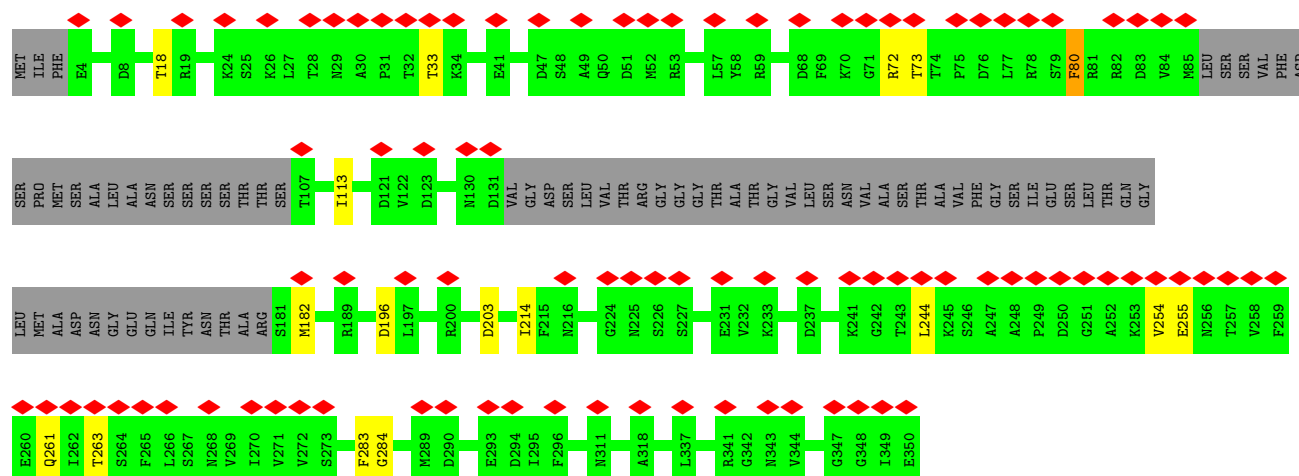 MET ILE PHE E4 D8 T18 R19 K24 S25 K26 L27 T28 N29 A30 P31 T32 T33 K34 E41 D47 S48 A49 Q50 D51 M52 R53 L57 Y58 R59 D68 F69 K70 G71 R72 T73 T74 P75 D76 L77 R78 S79 F80 R81 R82 D83 V84 M85 LEU SER SER VAL PHE ASP
SER PRO MET SER ALA LEU ALA ASN SER SER SER SER THR THR SER T107 I113 D121 V122 D123 N130 D131 VAL GLY ASP SER LEU VAL THR ARG GLY GLY GLY THR ALA THR GLY VAL LEU SER ASN VAL ALA SER THR ALA VAL PHE GLY SER ILE GLU SER LEU THR GLN GLY
LEU MET ALA ASP ASN GLY GLU GLN ILE TYR ASN THR ALA ARG S181 M182 R189 D196 L197 R200 D203 I214 F215 N216 G224 N225 S226 S227 E231 V232 K233 D237 K241 G242 T243 L244 K245 S246 A247 A248 P249 D250 G251 A252 K253 V254 E255 N256 T257 V258 F259
E260 Q261 I262 T263 S264 F265 L266 S267 N268 V269 I270 V271 V272 S273 F283 G284 M289 D290 E293 D294 I295 F296 N311 A318 L337 R341 G342 N343 V344 G347 G348 I349 E350